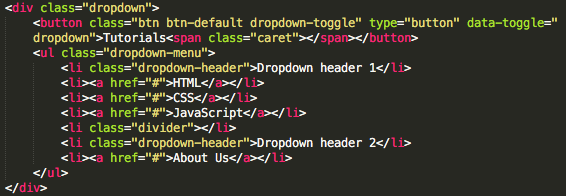 <div class="dropdown">
<button class="btn btn-default dropdown-toggle" type="button" data-toggle="
dropdown">Tutorials<span class="caret"></span></button>
<ul class="dropdown-menu">
<li class="dropdown-header">Dropdown header 1</li>
<li><a href="#">HTML</a></li>
<li><a href="#">CSS</a></li>
<li><a href="#">JavaScript</a></li>
<li class="divider"></li>
<li class="dropdown-header">Dropdown header 2</li>
<li><a href="#">About Us</a></li>
</ul>
</div>